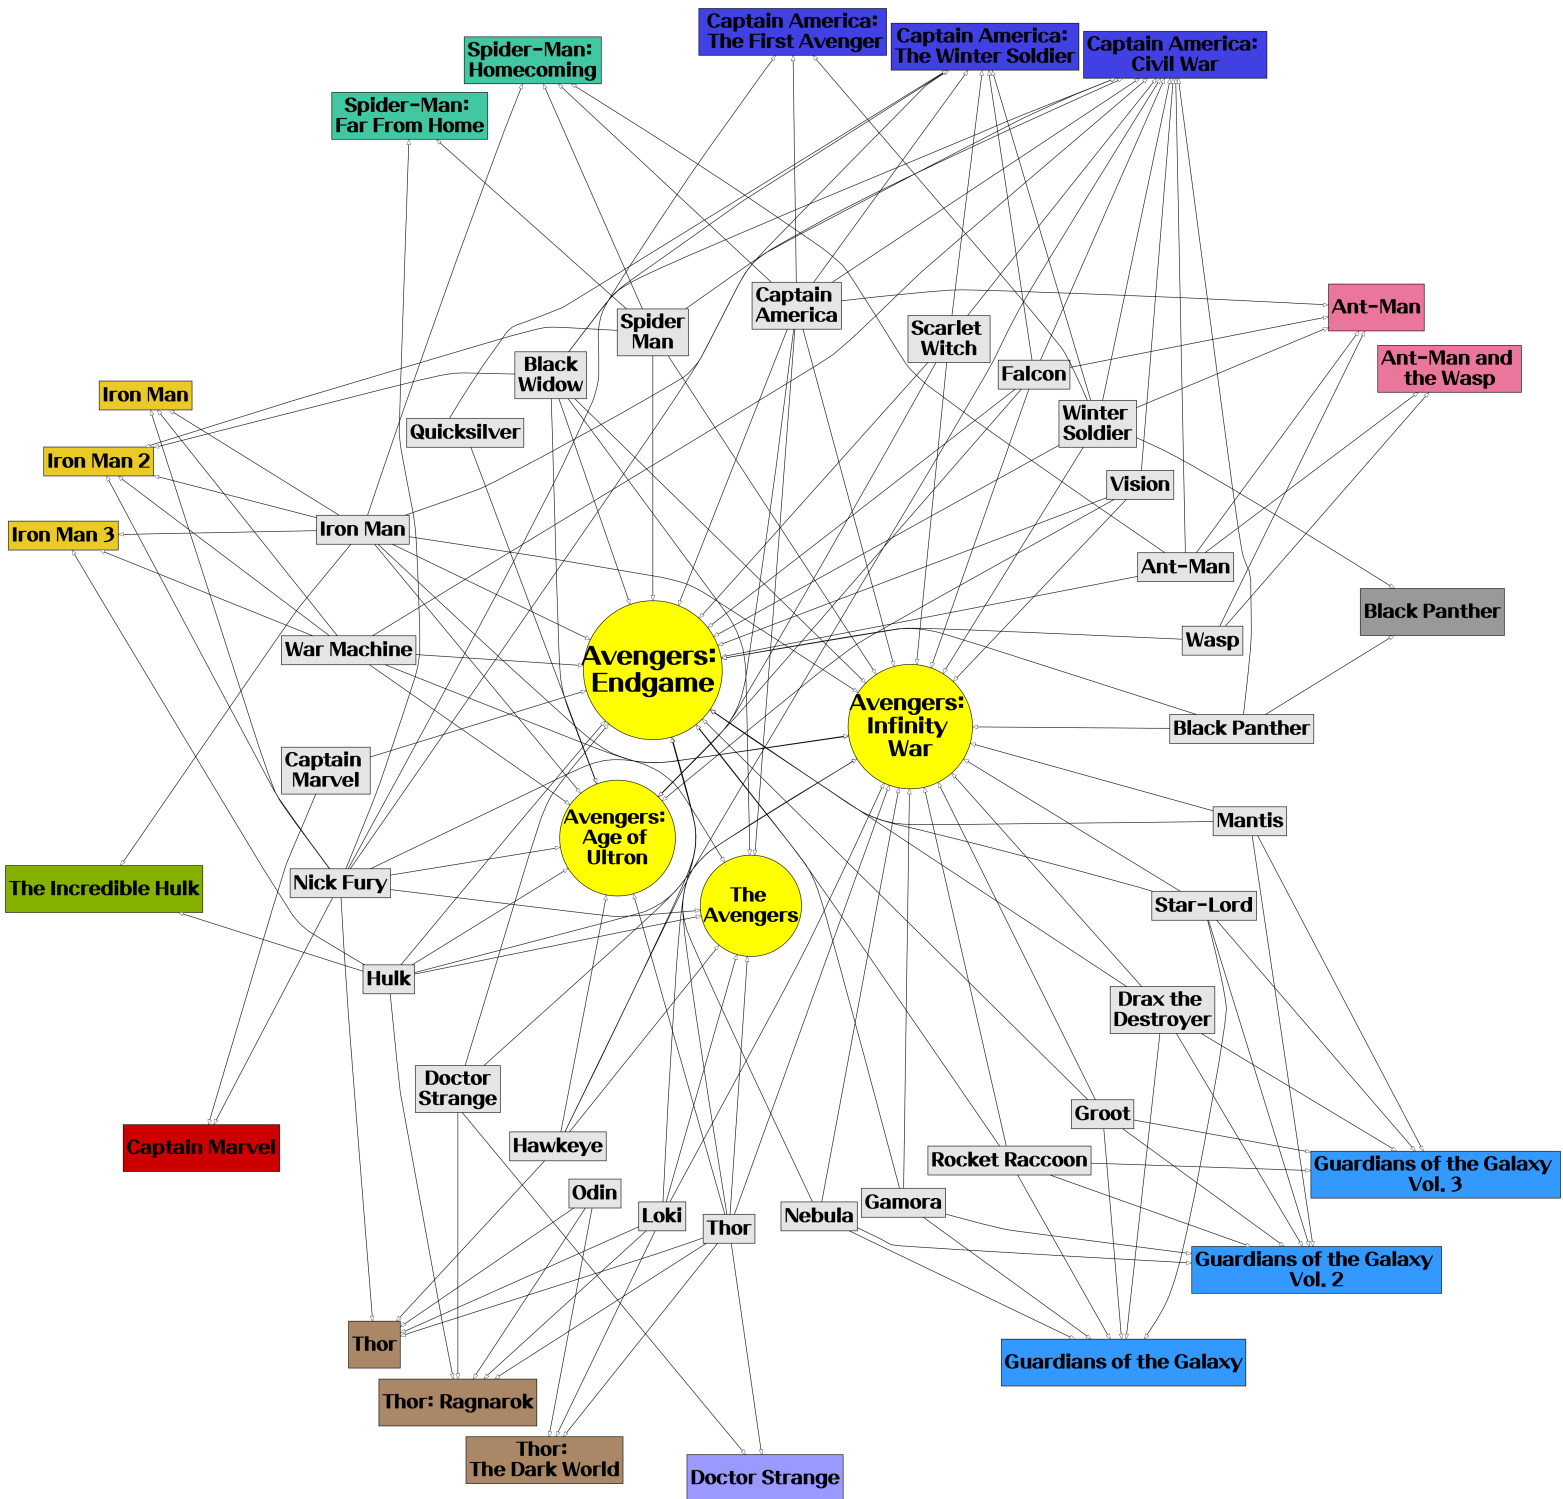 Captain America:
The First Avenger
Captain America:
The Winter Soldier
Captain America:
Civil War
Spider-Man:
Homecoming
Spider-Man:
Far From Home
Captain
America
Spider
Man
Scarlet
Witch
Ant-Man
Ant-Man and
the Wasp
Black
Widow
Falcon
Iron Man
Quicksilver
Winter
Soldier
Iron Man 2
Vision
Iron Man 3
Iron Man
Ant-Man
Black Panther
War Machine
Wasp
Avengers:
Endgame
Avengers:
Infinity
War
Black Panther
Captain
Marvel
Avengers:
Age of
Ultron
Mantis
The Incredible Hulk
Nick Fury
The
Avengers
Star-Lord
Hulk
Drax the
Destroyer
Doctor
Strange
Groot
Captain Marvel
Hawkeye
Rocket Raccoon
Guardians of the Galaxy
Vol. 3
Odin
Loki
Thor
Nebula
Gamora
Guardians of the Galaxy
Vol. 2
Thor
Guardians of the Galaxy
Thor: Ragnarok
Thor:
The Dark World
Doctor Strange